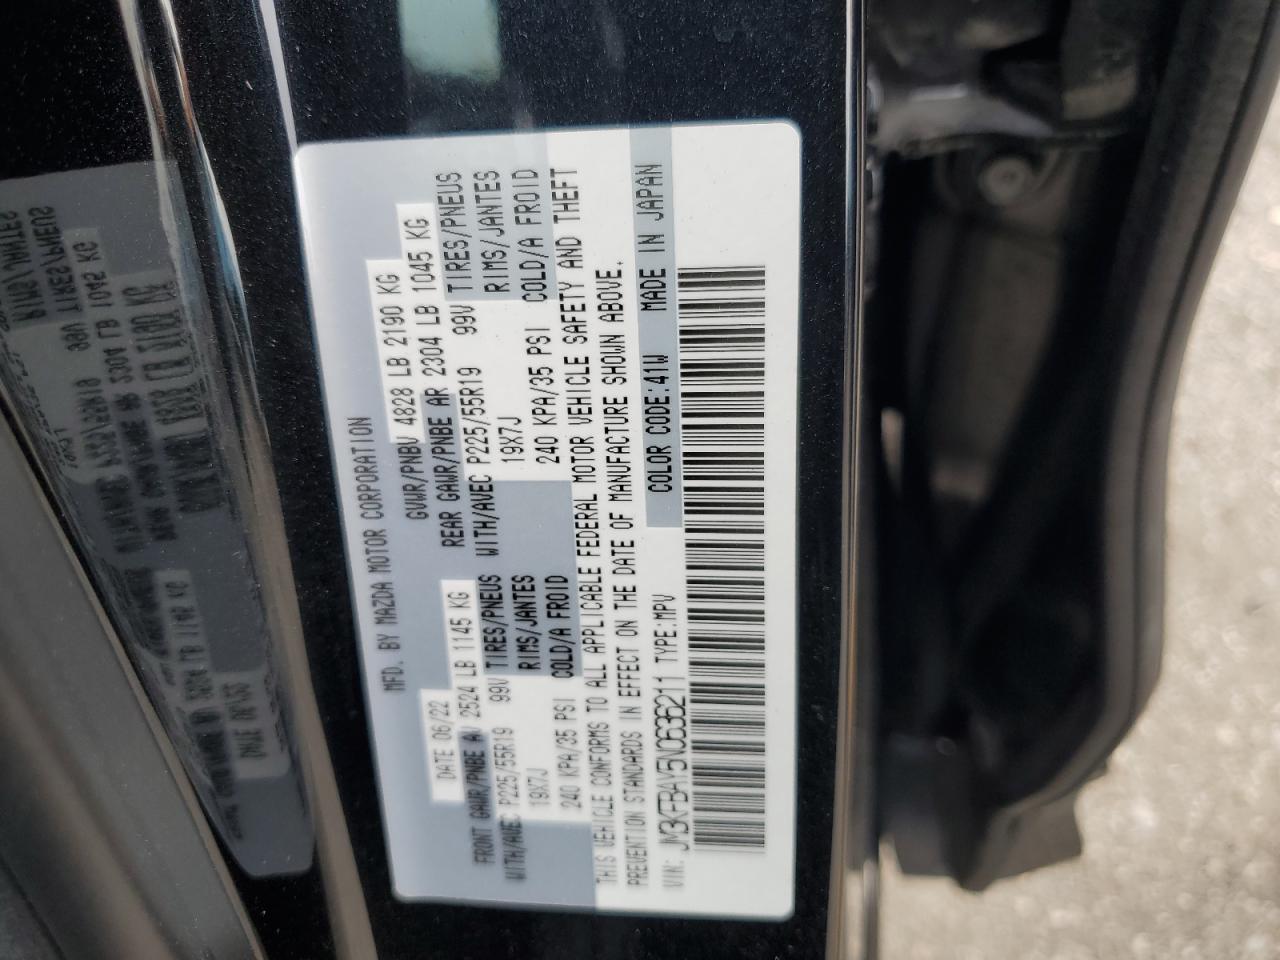 MFD. BY MAZDA MOTOR CORPORATION
DATE 06/22 GVWR/PNBV 4828 LB 2190 KG
FRONT GAWR/PNBE AV 2524 LB 1145 KG REAR GAWR/PNBE AR 2304 LB 1045 KG
WITH/AVEC P225/55R19 99V TIRES/PNEUS WITH/AVEC P225/55R19 99V TIRES/PNEUS
19X7J RIMS/JANTES 19X7J RIMS/JANTES
240 KPA/35 PSI COLD/A FROID 240 KPA/35 PSI COLD/A FROID
THIS VEHICLE CONFORMS TO ALL APPLICABLE FEDERAL MOTOR VEHICLE SAFETY AND THEFT
PREVENTION STANDARDS IN EFFECT ON THE DATE OF MANUFACTURE SHOWN ABOVE.
COLOR CODE:41W MADE IN JAPAN
VIN: JM3KFBAY5N0636211 TYPE.MPV